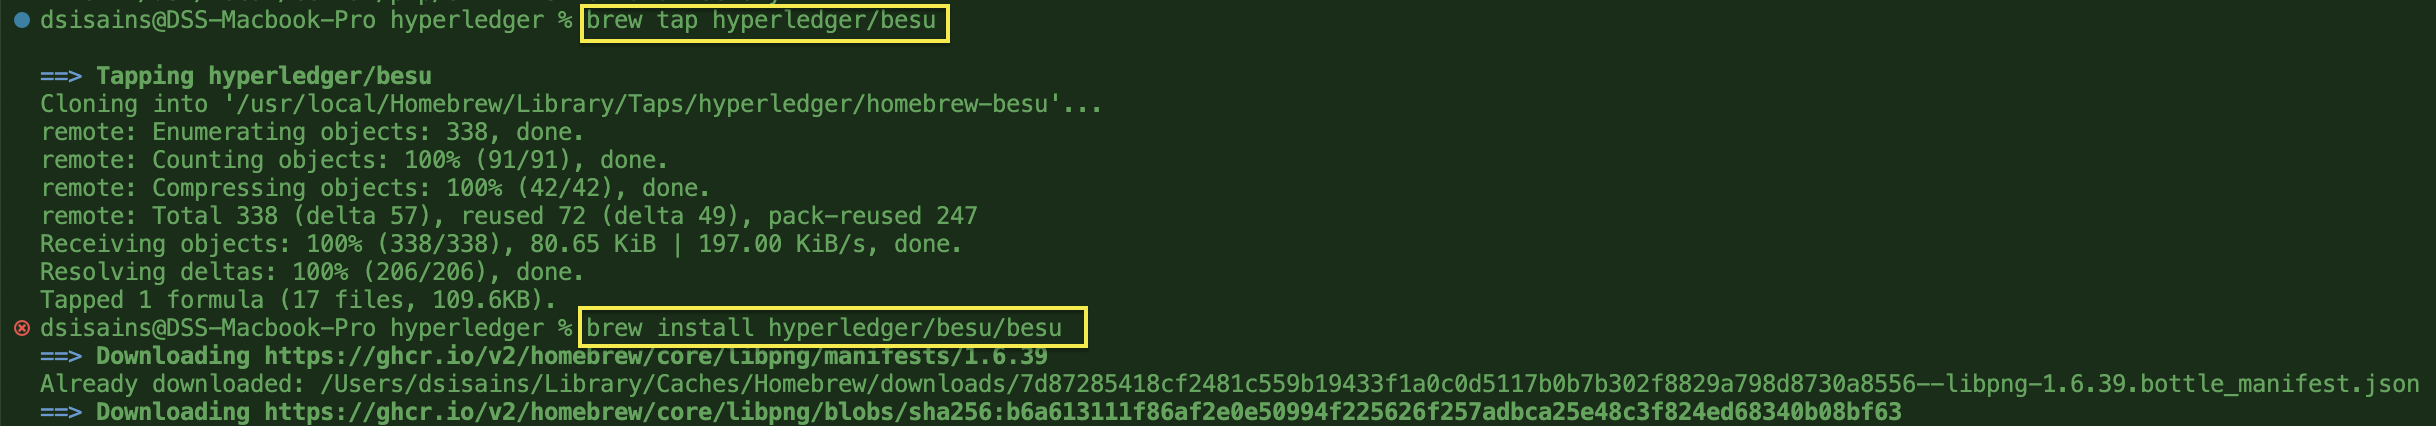 dsisains@DSS-Macbook-Pro hyperledger % brew tap hyperledger/besu
==> Tapping hyperledger/besu
Cloning into '/usr/local/Homebrew/Library/Taps/hyperledger/homebrew-besu'...
remote: Enumerating objects: 338, done.
remote: Counting objects: 100% (91/91), done.
remote: Compressing objects: 100% (42/42), done.
remote: Total 338 (delta 57), reused 72 (delta 49), pack-reused 247
Receiving objects: 100% (338/338), 80.65 KiB | 197.00 KiB/s, done.
Resolving deltas: 100% (206/206), done.
Tapped 1 formula (17 files, 109.6KB).
dsisains@DSS-Macbook-Pro hyperledger % brew install hyperledger/besu/besu
==> Downloading https://ghcr.io/v2/homebrew/core/libpng/manifests/1.6.39
Already downloaded: /Users/dsisains/Library/Caches/Homebrew/downloads/7d87285418cf2481c559b19433f1a0c0d5117b0b7b302f8829a798d8730a8556--libpng-1.6.39.bottle_manifest.json
==> Downloading https://ghcr.io/v2/homebrew/core/libpng/blobs/sha256:b6a613111f86af2e0e50994f225626f257adbca25e48c3f824ed68340b08bf63